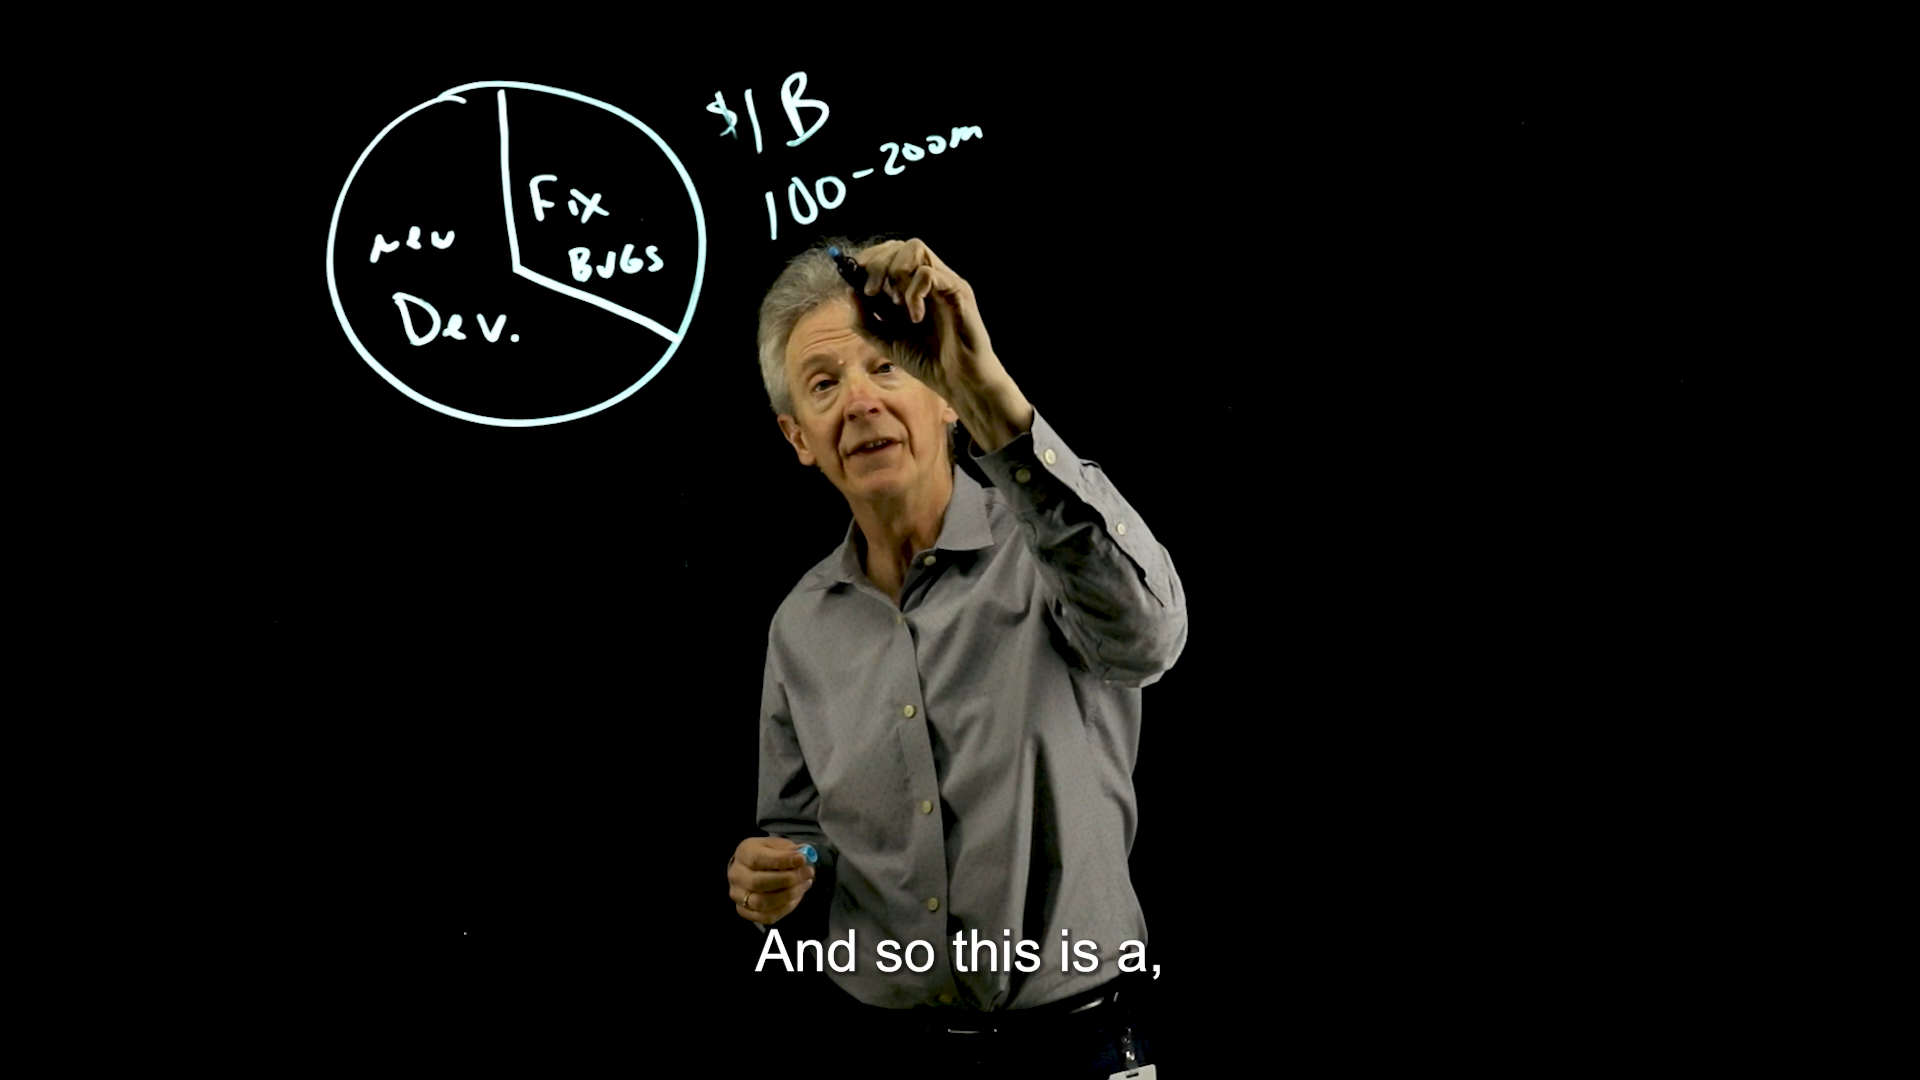 new
Dev.
Fix
BUGS
$1B
100-200m
And so this is a,